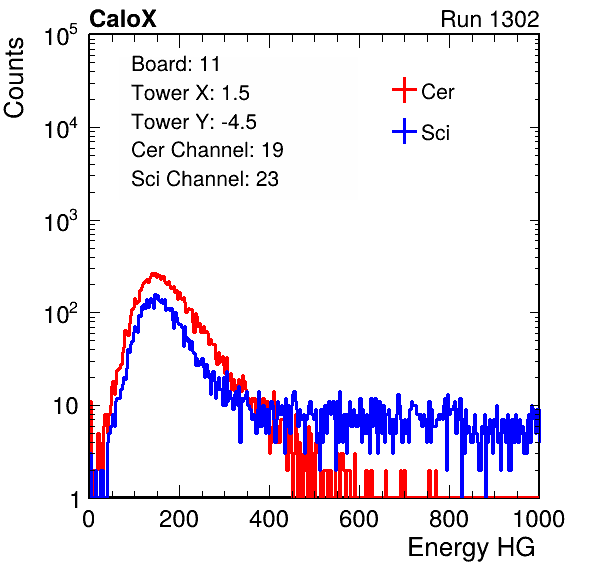 CaloX Run 1302
Counts
10^5
10^4
10^3
10^2
10
1
Board: 11
Tower X: 1.5
Tower Y: -4.5
Cer Channel: 19
Sci Channel: 23
Cer
Sci
0 200 400 600 800 1000
Energy HG